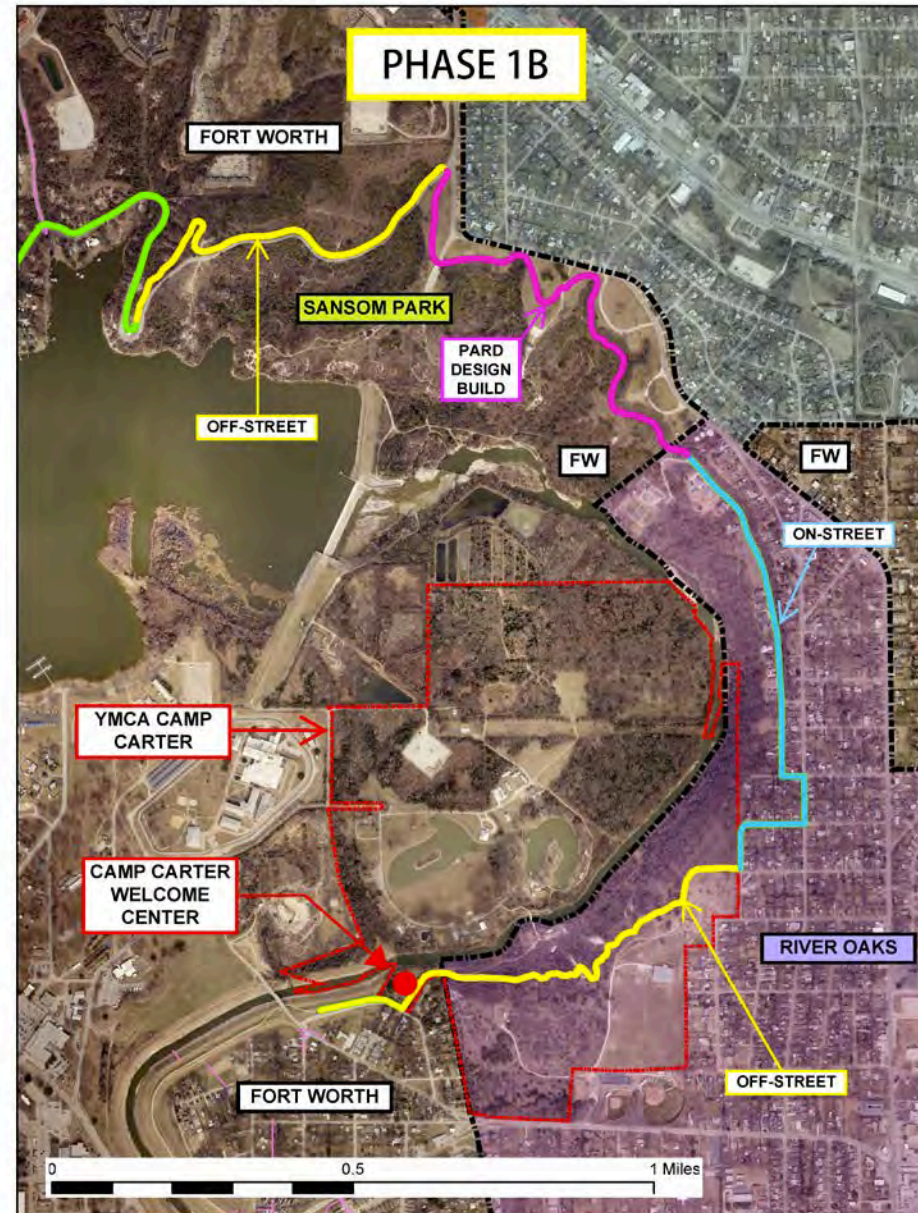 PHASE 1B
FORT WORTH
SANSOM PARK
PARD
DESIGN
BUILD
OFF-STREET
FW
FW
ON-STREET
YMCA CAMP
CARTER
CAMP CARTER
WELCOME
CENTER
RIVER OAKS
OFF-STREET
FORT WORTH
0 0.5 1 Miles